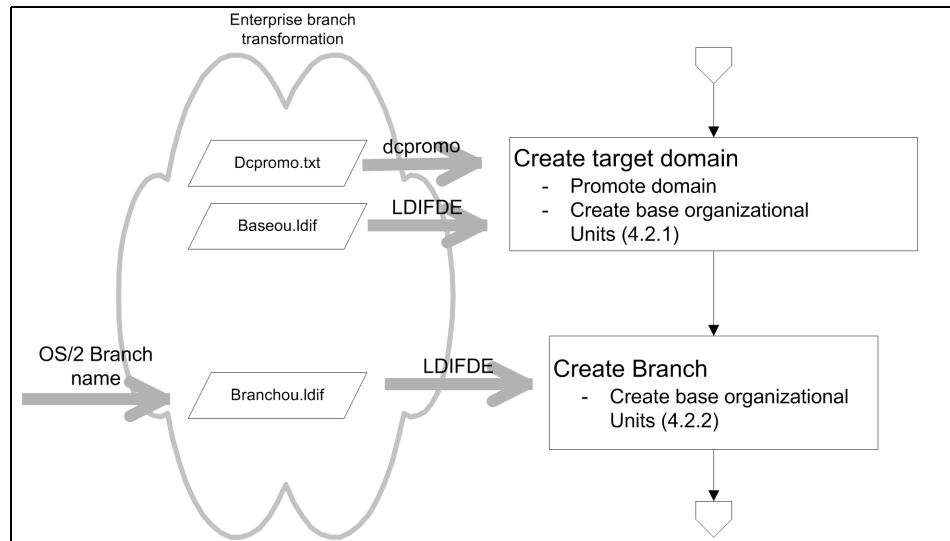 Enterprise branch
transformation
Dcpromo.txt
dcpromo
Create target domain
- Promote domain
- Create base organizational
Units (4.2.1)
Baseou.ldif
LDIFDE
OS/2 Branch
name
Branchou.ldif
LDIFDE
Create Branch
- Create base organizational
Units (4.2.2)